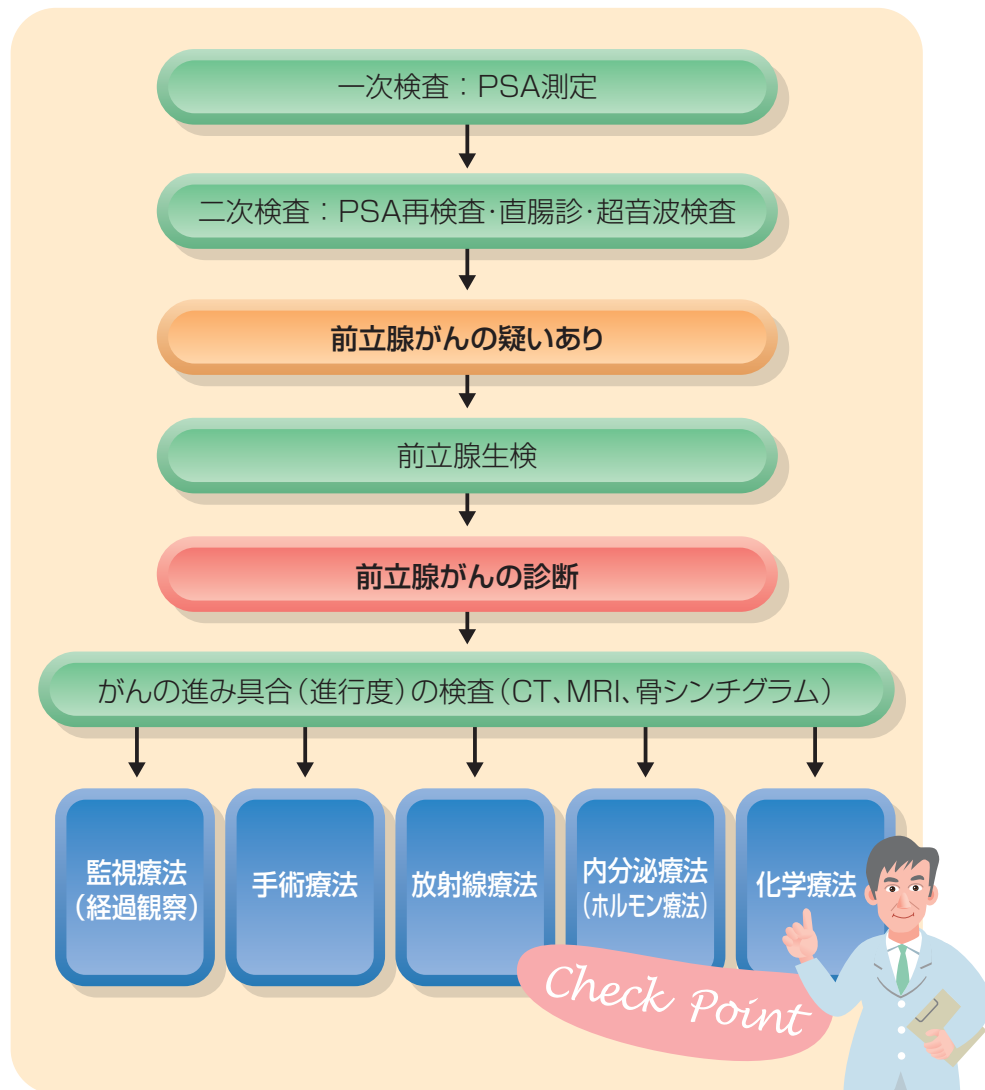 一次検査：PSA測定
二次検査：PSA再検査・直腸診・超音波検査
前立腺がんの疑いあり
前立腺生検
前立腺がんの診断
がんの進み具合（進行度）の検査（CT、MRI、骨シンチグラム）
監視療法
（経過観察）
手術療法
放射線療法
内分泌療法
（ホルモン療法）
化学療法
Check Point